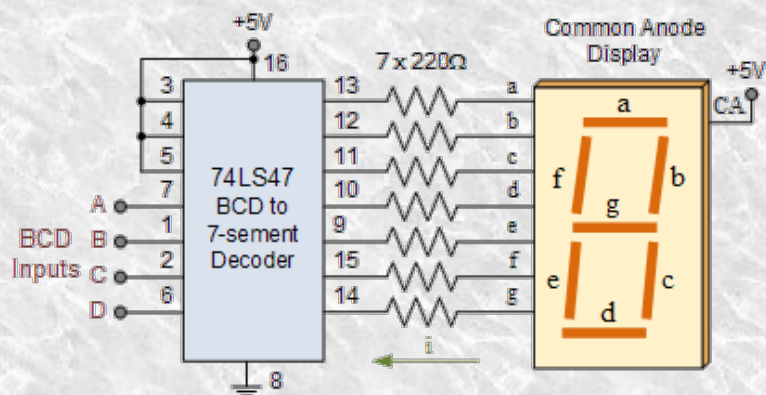 +5V
16
7 x 220Ω
Common Anode
Display
+5V
CA
3
4
5
7
1
2
6
A
B
C
D
BCD
Inputs
74LS47
BCD to
7-sement
Decoder
13
12
11
10
9
15
14
a
b
c
d
e
f
g
a
f
b
g
e
c
d
i
8